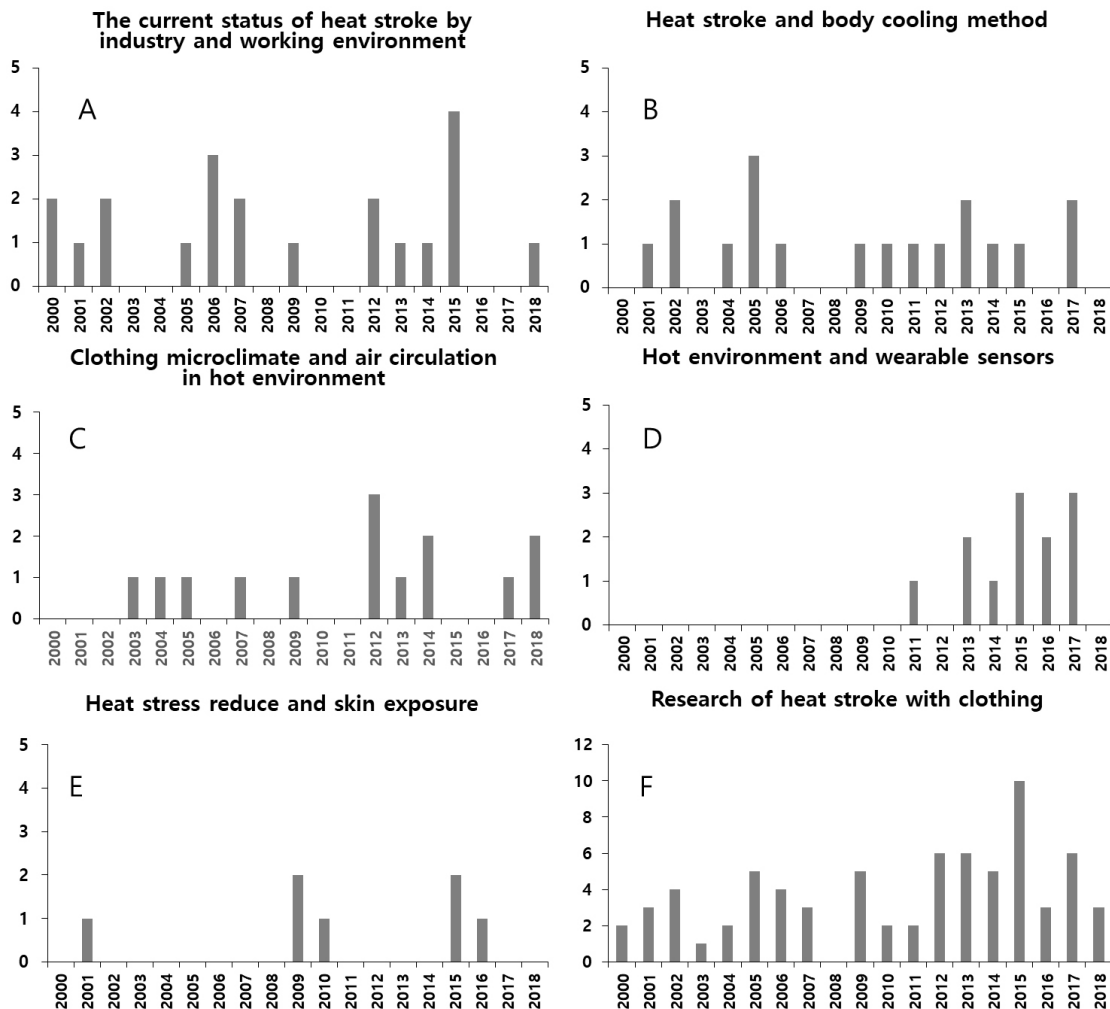 The current status of heat stroke by
industry and working environment
5
4
3
2
1
0
A
2000 2001 2002 2003 2004 2005 2006 2007 2008 2009 2010 2011 2012 2013 2014 2015 2016 2017 2018
Heat stroke and body cooling method
5
4
3
2
1
0
B
2000 2001 2002 2003 2004 2005 2006 2007 2008 2009 2010 2011 2012 2013 2014 2015 2016 2017 2018
Clothing microclimate and air circulation
in hot environment
5
4
3
2
1
0
C
2000 2001 2002 2003 2004 2005 2006 2007 2008 2009 2010 2011 2012 2013 2014 2015 2016 2017 2018
Hot environment and wearable sensors
5
4
3
2
1
0
D
2000 2001 2002 2003 2004 2005 2006 2007 2008 2009 2010 2011 2012 2013 2014 2015 2016 2017 2018
Heat stress reduce and skin exposure
5
4
3
2
1
0
E
2000 2001 2002 2003 2004 2005 2006 2007 2008 2009 2010 2011 2012 2013 2014 2015 2016 2017 2018
Research of heat stroke with clothing
12
10
8
6
4
2
0
F
2000 2001 2002 2003 2004 2005 2006 2007 2008 2009 2010 2011 2012 2013 2014 2015 2016 2017 2018